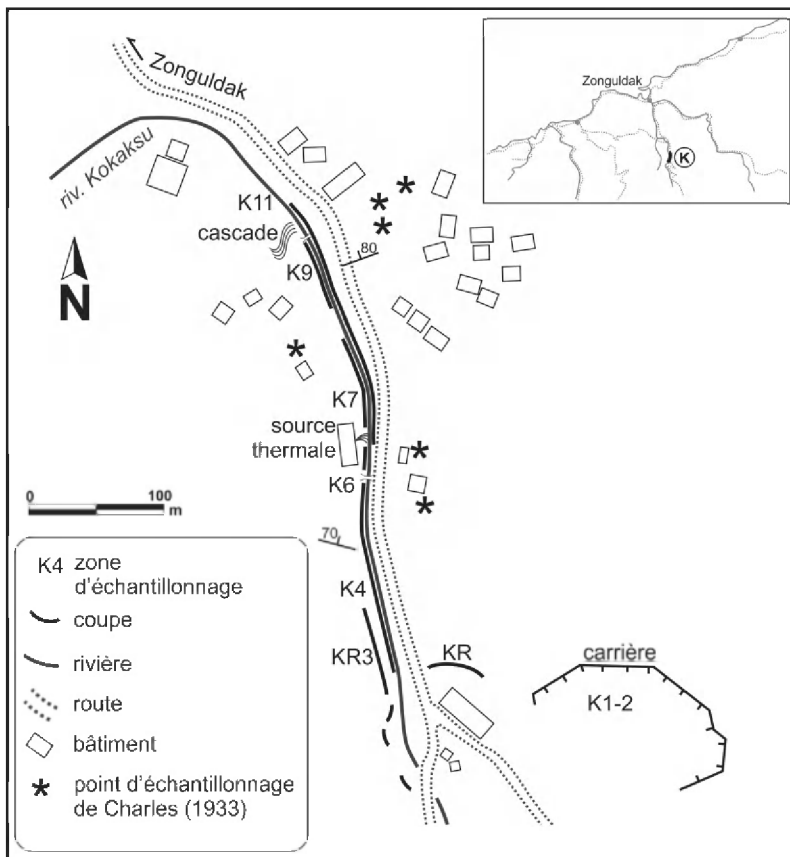 Zonguldak
Zonguldak
K
riv. Kokaksu
K11
cascade
80
K9
N
K7
source
thermale
K6
0 100
m
70
K4
KR3
KR
carrière
K1-2
K4 zone
d'échantillonnage
coupe
rivière
route
bâtiment
* point d'échantillonnage
de Charles (1933)